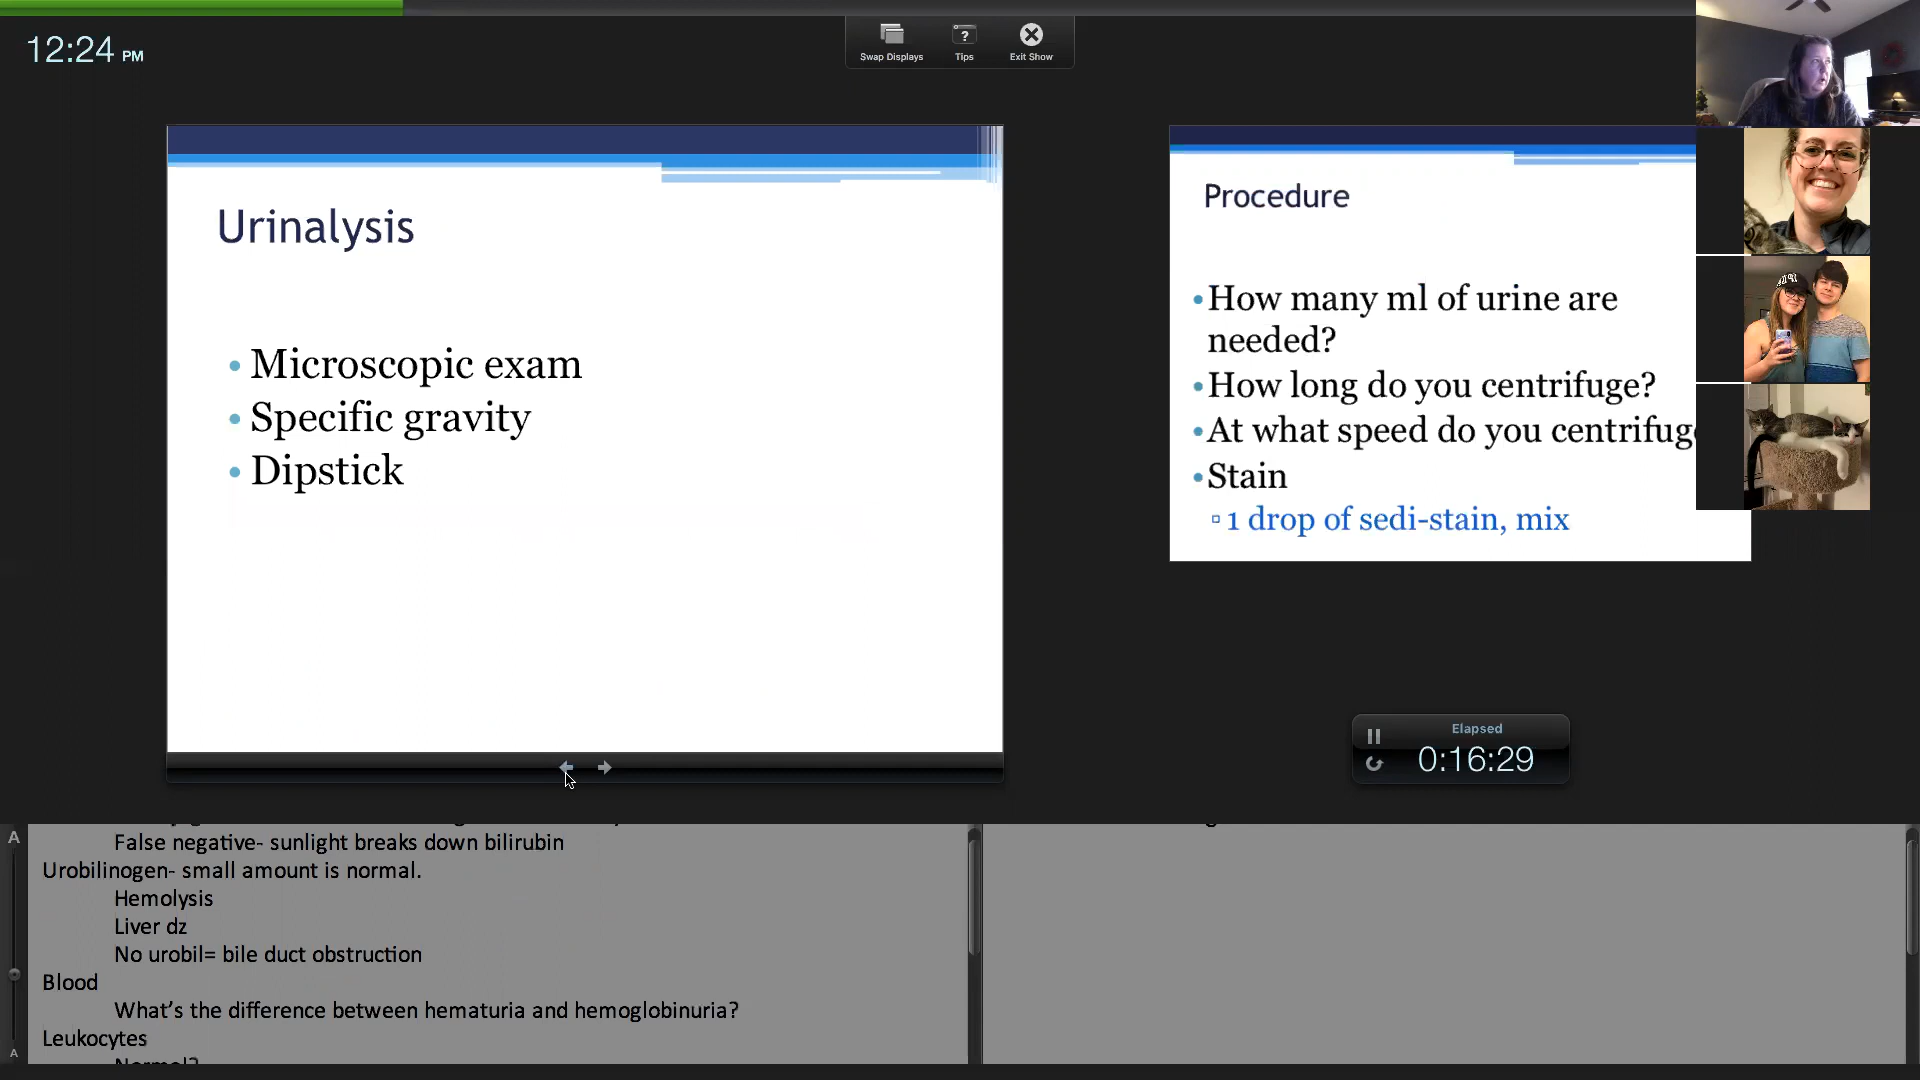 12:24 PM
Swap Displays
Tips
Exit Show
Urinalysis
• Microscopic exam
• Specific gravity
• Dipstick
Procedure
•How many ml of urine are
needed?
•How long do you centrifuge?
•At what speed do you
•Stain
▫1 drop of sedi-stain, mix
Elapsed
0:16:29
A
False negative- sunlight breaks down bilirubin
Urobilinogen- small amount is normal.
Hemolysis
Liver dz
No urobil= bile duct obstruction
Blood
What’s the difference between hematuria and hemoglobinuria?
Leukocytes
Normal?
A